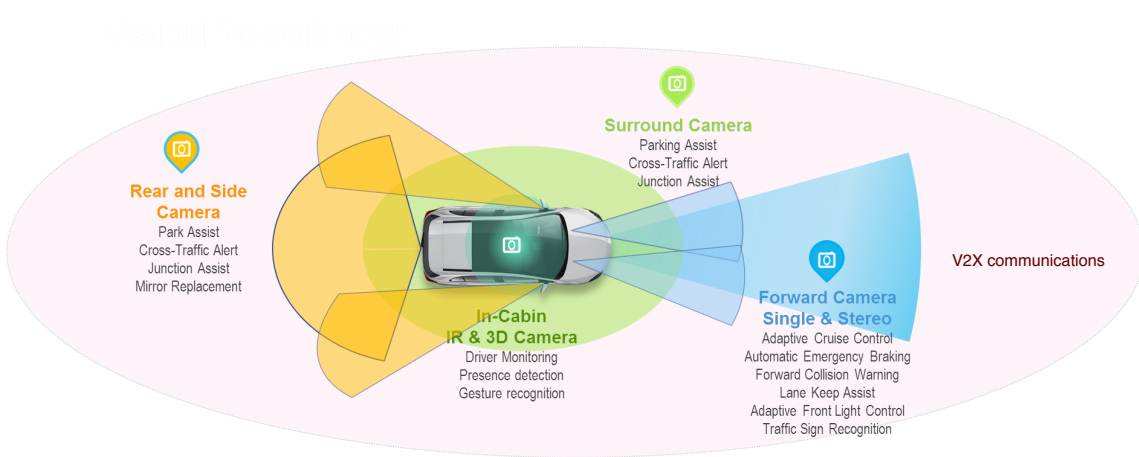 Surround Camera
Parking Assist
Cross-Traffic Alert
Junction Assist
Rear and Side
Camera
Park Assist
Cross-Traffic Alert
Junction Assist
Mirror Replacement
V2X communications
In-Cabin
IR & 3D Camera
Driver Monitoring
Presence detection
Gesture recognition
Forward Camera
Single & Stereo
Adaptive Cruise Control
Automatic Emergency Braking
Forward Collision Warning
Lane Keep Assist
Adaptive Front Light Control
Traffic Sign Recognition